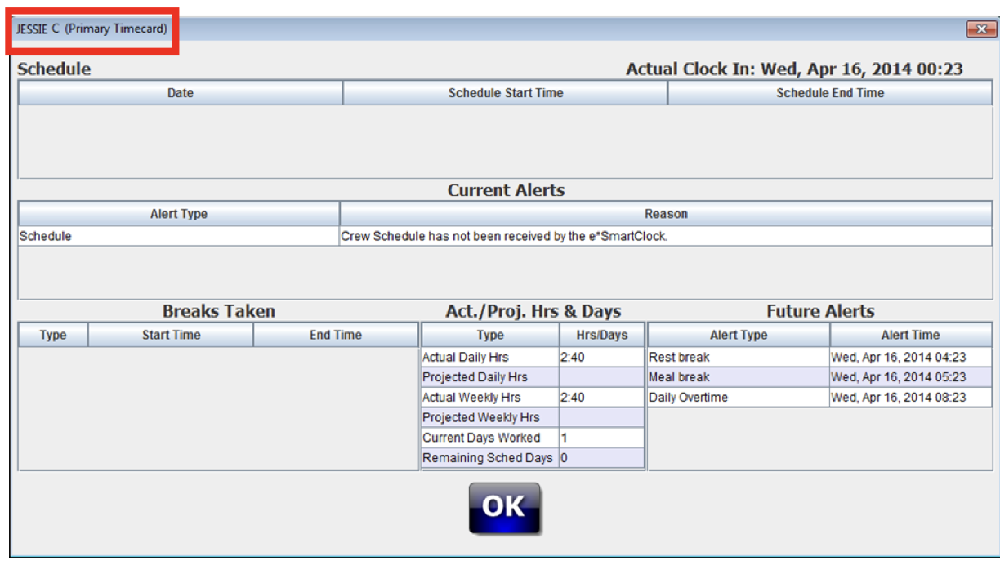 JESSIE C (Primary Timecard)
Schedule Actual Clock In: Wed, Apr 16, 2014 00:23
Date Schedule Start Time Schedule End Time
Current Alerts
Alert Type Reason
Schedule Crew Schedule has not been received by the e*SmartClock.
Breaks Taken Act./Proj. Hrs & Days Future Alerts
Type Start Time End Time Type Hrs/Days Alert Type Alert Time
Actual Daily Hrs 2:40 Rest break Wed, Apr 16, 2014 04:23
Projected Daily Hrs Meal break Wed, Apr 16, 2014 05:23
Actual Weekly Hrs 2:40 Daily Overtime Wed, Apr 16, 2014 08:23
Projected Weekly Hrs
Current Days Worked 1
Remaining Sched Days 0
OK